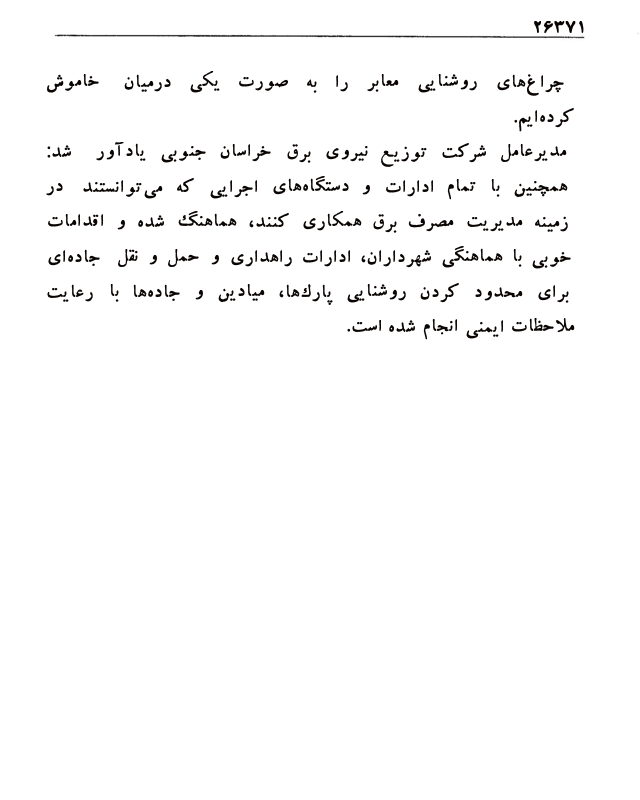 ۲۶۳۷۱
چراغ‌های روشنایی معابر را به صورت یکی درمیان خاموش
کرده‌ایم.
مدیرعامل شرکت توزیع نیروی برق خراسان جنوبی یادآور شد:
همچنین با تمام ادارات و دستگاه‌های اجرایی که می‌توانستند در
زمینه مدیریت مصرف برق همکاری کنند، هماهنگ شده و اقدامات
خوبی با هماهنگی شهرداران، ادارات راهداری و حمل و نقل جاده‌ای
برای محدود کردن روشنایی پارک‌ها، میادین و جاده‌ها با رعایت
ملاحظات ایمنی انجام شده است.